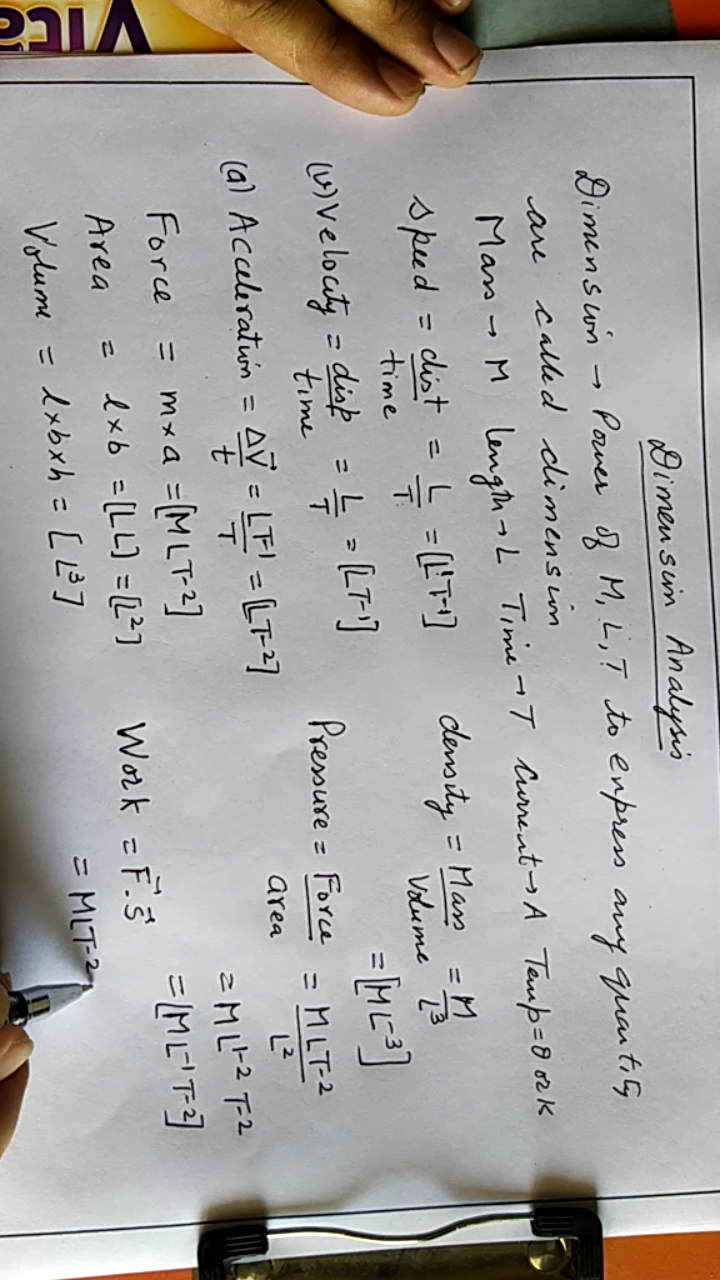 Dimension Analysis
Dimension → Power of M, L, T to express any quantity
are called dimension
Mass → M length → L Time → T Current → A Temp = θ or K
Speed = dist/time = L/T = [L¹T-1]
(v) Velocity = disp/time = L/T = [LT-1]
(a) Acceleration = ΔV⃗/t = LT-1/T = [LT-2]
Force = m×a = [MLT-2]
Area = l×b = [LL] = [L²]
Volume = l×b×h = [L³]
density = Mass/Volume = M/L³
= [ML-3]
Pressure = Force/area = MLT-2/L²
= ML1-2 T-2
= [ML-1T-2]
Work = F⃗.S⃗
= MLT-2
Vita